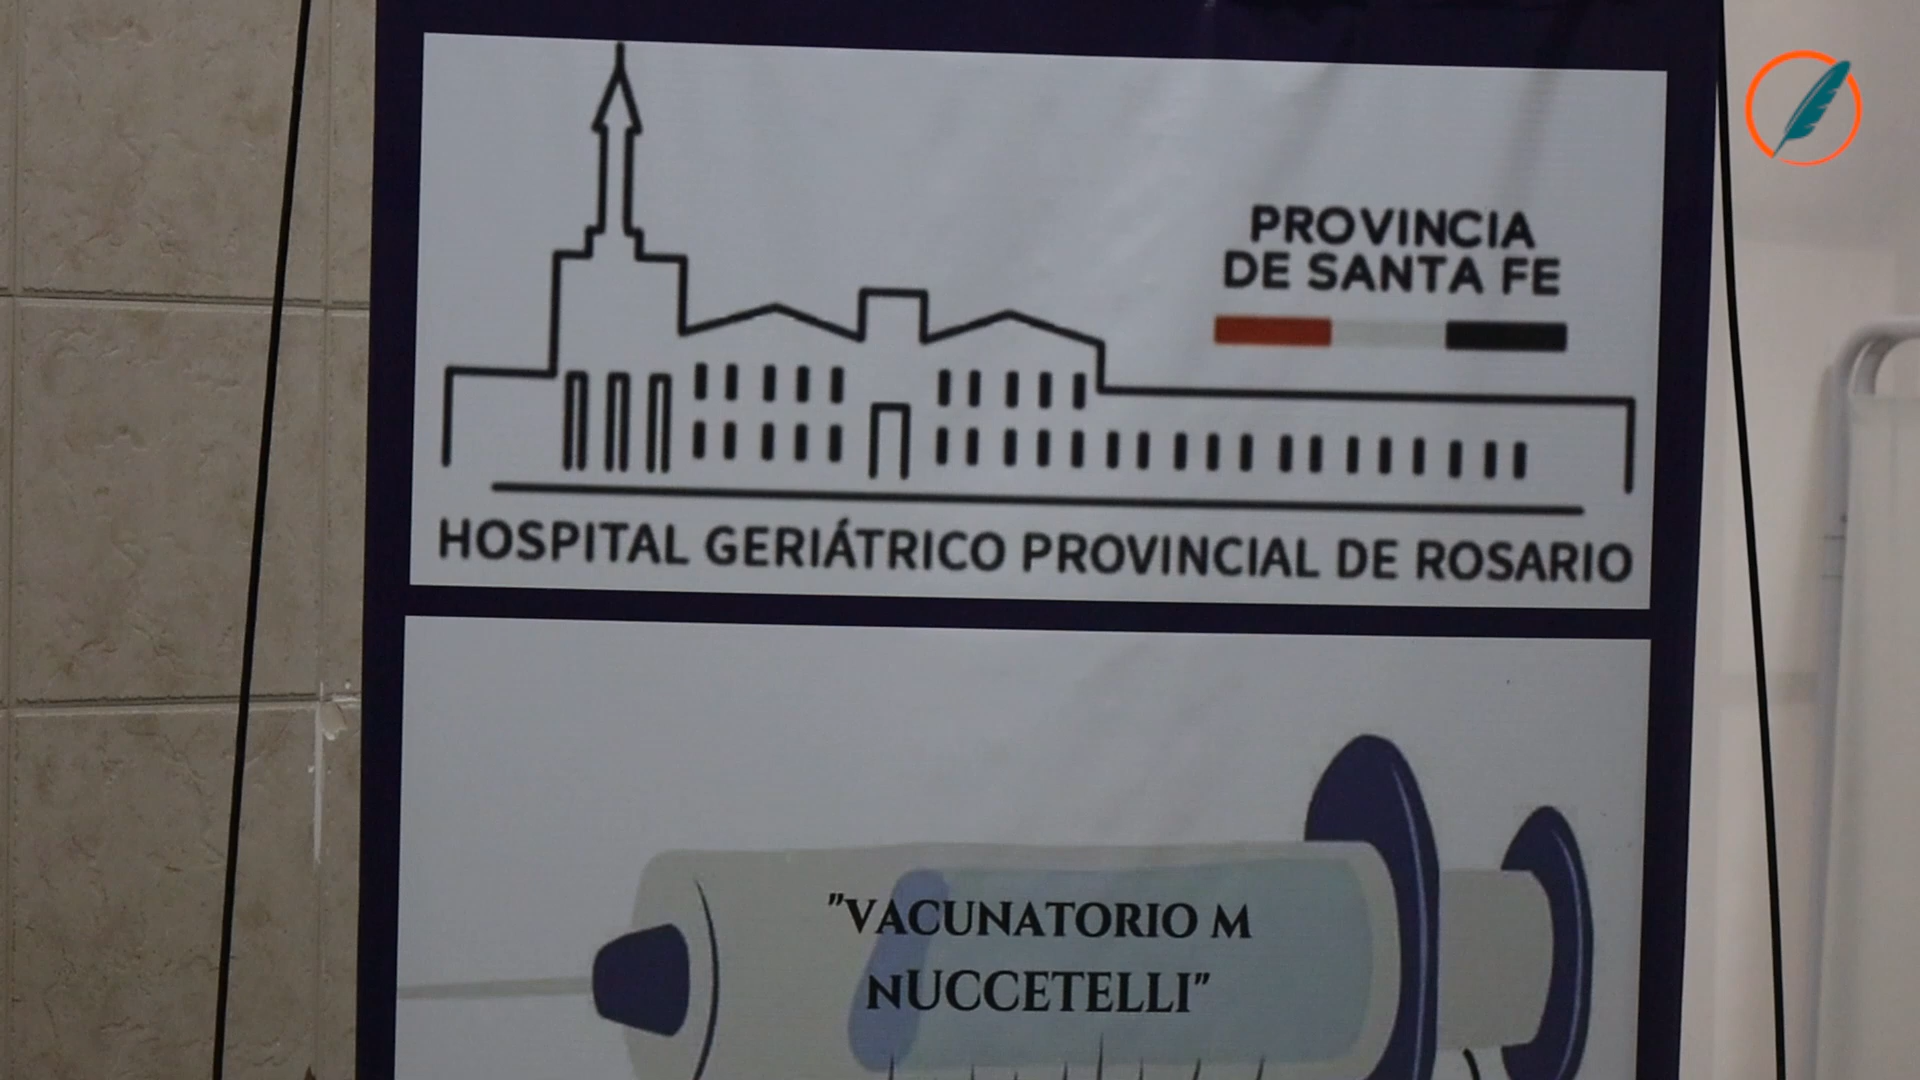 PROVINCIA
DE SANTA FE
HOSPITAL GERIÁTRICO PROVINCIAL DE ROSARIO
"VACUNATORIO M
NUCCETELLI"